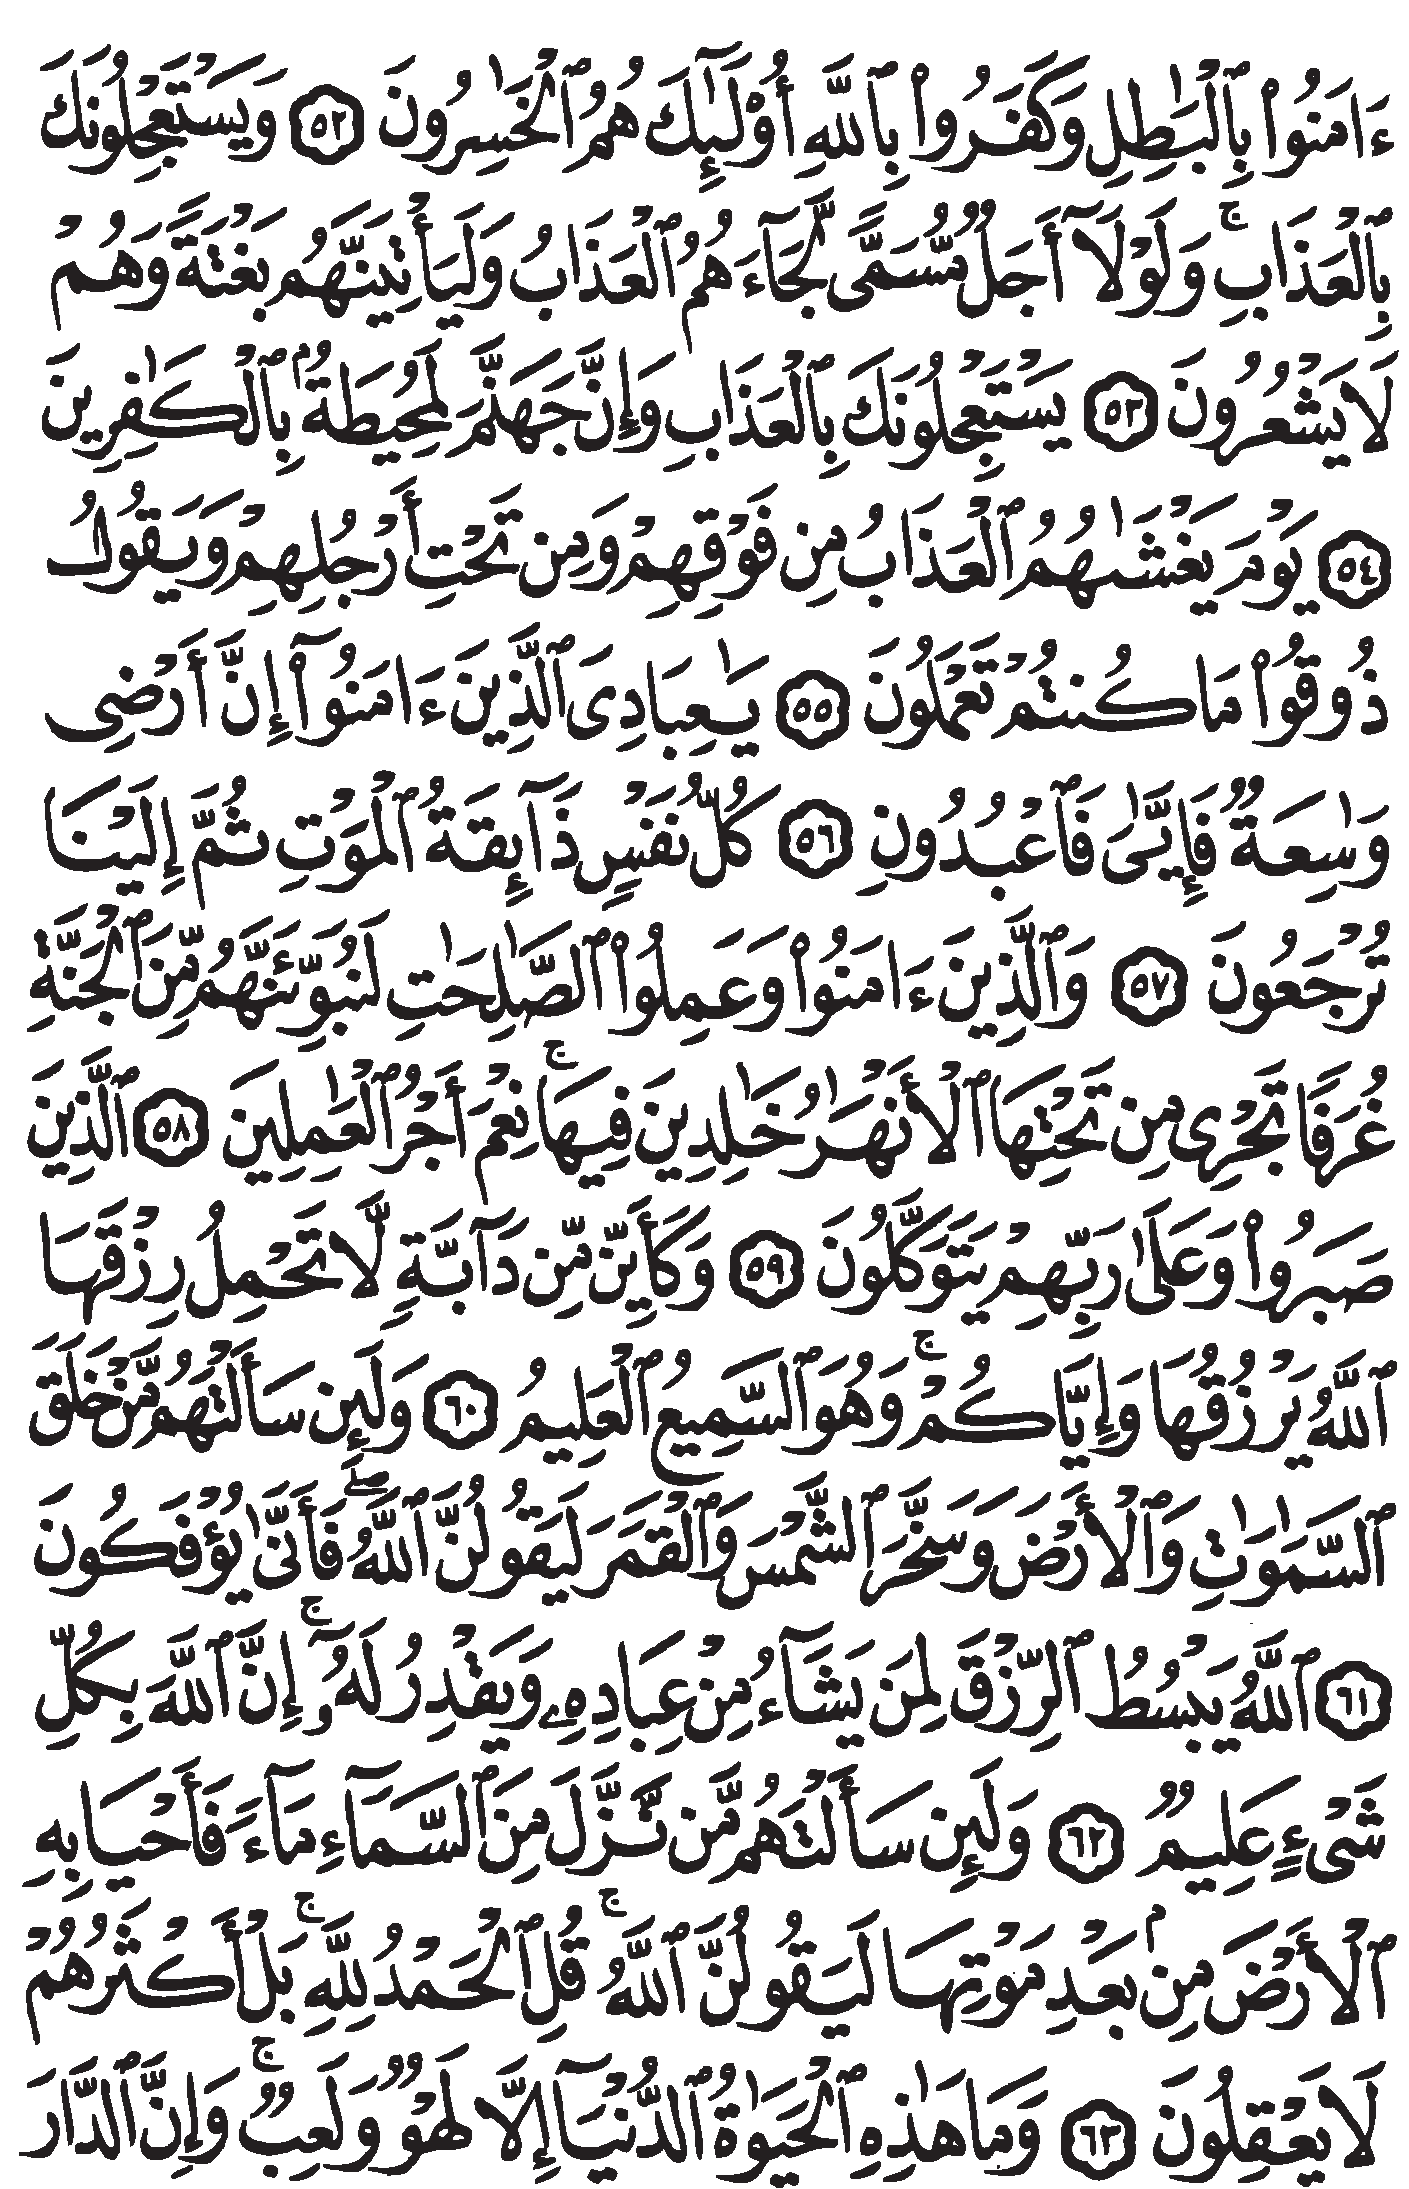 ءَامَنُوا۟ بِٱلْبَـٰطِلِ وَكَفَرُوا۟ بِٱللَّهِ أُو۟لَـٰٓئِكَ هُمُ ٱلْخَـٰسِرُونَ ٥٢ وَيَسْتَعْجِلُونَكَ
بِٱلْعَذَابِ ۚ وَلَوْلَآ أَجَلٌ مُّسَمًّى لَّجَآءَهُمُ ٱلْعَذَابُ وَلَيَأْتِيَنَّهُم بَغْتَةً وَهُمْ
لَا يَشْعُرُونَ ٥٣ يَسْتَعْجِلُونَكَ بِٱلْعَذَابِ وَإِنَّ جَهَنَّمَ لَمُحِيطَةٌۢ بِٱلْكَـٰفِرِينَ
٥٤ يَوْمَ يَغْشَىٰهُمُ ٱلْعَذَابُ مِن فَوْقِهِمْ وَمِن تَحْتِ أَرْجُلِهِمْ وَيَقُولُ
ذُوقُوا۟ مَا كُنتُمْ تَعْمَلُونَ ٥٥ يَـٰعِبَادِىَ ٱلَّذِينَ ءَامَنُوٓا۟ إِنَّ أَرْضِى
وَٰسِعَةٌ فَإِيَّـٰىَ فَٱعْبُدُونِ ٥٦ كُلُّ نَفْسٍ ذَآئِقَةُ ٱلْمَوْتِ ثُمَّ إِلَيْنَا
تُرْجَعُونَ ٥٧ وَٱلَّذِينَ ءَامَنُوا۟ وَعَمِلُوا۟ ٱلصَّـٰلِحَـٰتِ لَنُبَوِّئَنَّهُم مِّنَ ٱلْجَنَّةِ
غُرَفًا تَجْرِى مِن تَحْتِهَا ٱلْأَنْهَـٰرُ خَـٰلِدِينَ فِيهَا ۚ نِعْمَ أَجْرُ ٱلْعَـٰمِلِينَ ٥٨ ٱلَّذِينَ
صَبَرُوا۟ وَعَلَىٰ رَبِّهِمْ يَتَوَكَّلُونَ ٥٩ وَكَأَيِّن مِّن دَآبَّةٍ لَّا تَحْمِلُ رِزْقَهَا
ٱللَّهُ يَرْزُقُهَا وَإِيَّاكُمْ ۚ وَهُوَ ٱلسَّمِيعُ ٱلْعَلِيمُ ٦٠ وَلَئِن سَأَلْتَهُم مَّنْ خَلَقَ
ٱلسَّمَـٰوَٰتِ وَٱلْأَرْضَ وَسَخَّرَ ٱلشَّمْسَ وَٱلْقَمَرَ لَيَقُولُنَّ ٱللَّهُ ۖ فَأَنَّىٰ يُؤْفَكُونَ
٦١ ٱللَّهُ يَبْسُطُ ٱلرِّزْقَ لِمَن يَشَآءُ مِنْ عِبَادِهِۦ وَيَقْدِرُ لَهُۥٓ ۚ إِنَّ ٱللَّهَ بِكُلِّ
شَىْءٍ عَلِيمٌ ٦٢ وَلَئِن سَأَلْتَهُم مَّن نَّزَّلَ مِنَ ٱلسَّمَآءِ مَآءً فَأَحْيَا بِهِ
ٱلْأَرْضَ مِنۢ بَعْدِ مَوْتِهَا لَيَقُولُنَّ ٱللَّهُ ۚ قُلِ ٱلْحَمْدُ لِلَّهِ ۚ بَلْ أَكْثَرُهُمْ
لَا يَعْقِلُونَ ٦٣ وَمَا هَـٰذِهِ ٱلْحَيَوٰةُ ٱلدُّنْيَآ إِلَّا لَهْوٌ وَلَعِبٌ ۚ وَإِنَّ ٱلدَّارَ